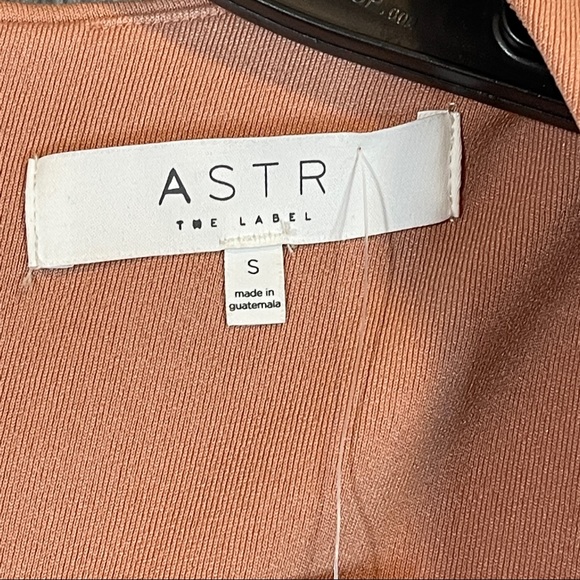 ASTR
THE LABEL
S
made in
guatemala